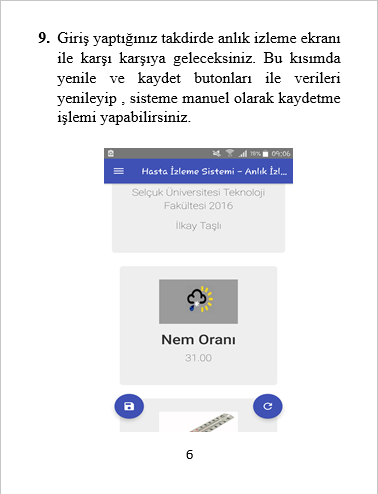 9. Giriş yaptığınız takdirde anlık izleme ekranı
ile karşı karşıya geleceksiniz. Bu kısımda
yenile ve kaydet butonları ile verileri
yenileyip , sisteme manuel olarak kaydetme
işlemi yapabilirsiniz.
78% 09:06
Hasta İzleme Sistemi - Anlık İzl...
Selçuk Üniversitesi Teknoloji
Fakültesi 2016
İlkay Taşlı
Nem Oranı
31.00
6